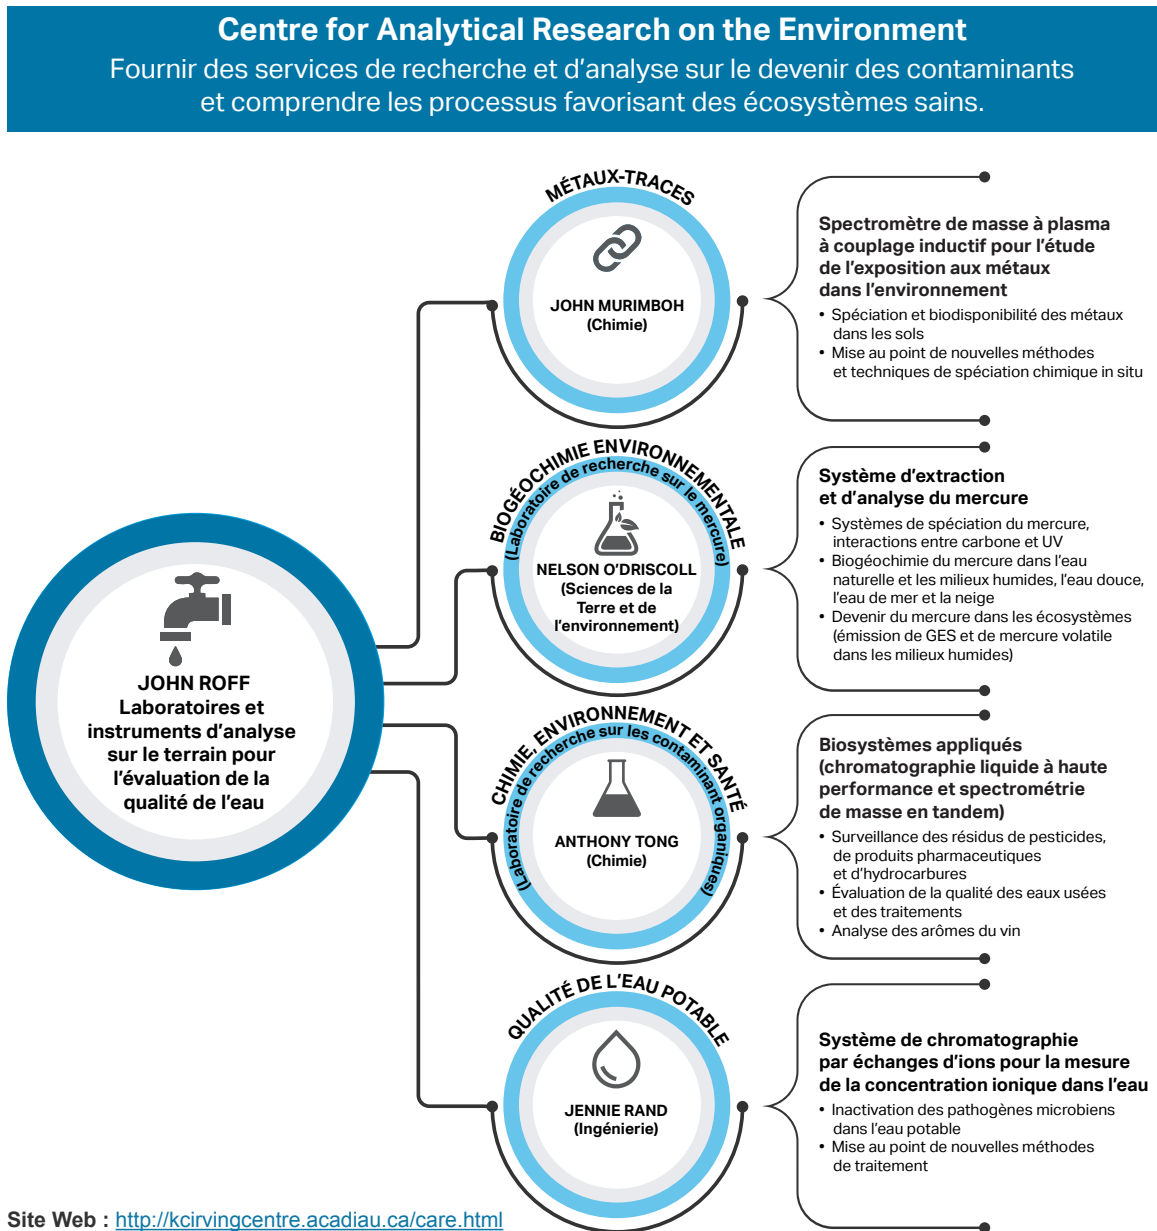 Centre for Analytical Research on the Environment
Fournir des services de recherche et d’analyse sur le devenir des contaminants
et comprendre les processus favorisant des écosystèmes sains.
JOHN ROFF
Laboratoires et
instruments d’analyse
sur le terrain pour
l’évaluation de la
qualité de l’eau
MÉTAUX-TRACES
JOHN MURIMBOH
(Chimie)
Spectromètre de masse à plasma
à couplage inductif pour l’étude
de l’exposition aux métaux
dans l’environnement
• Spéciation et biodisponibilité des métaux
dans les sols
• Mise au point de nouvelles méthodes
et techniques de spéciation chimique in situ
BIOGÉOCHIMIE ENVIRONNEMENTALE
(Laboratoire de recherche sur le mercure)
NELSON O’DRISCOLL
(Sciences de la
Terre et de
l’environnement)
Système d’extraction
et d’analyse du mercure
• Systèmes de spéciation du mercure,
interactions entre carbone et UV
• Biogéochimie du mercure dans l’eau
naturelle et les milieux humides, l’eau douce,
l’eau de mer et la neige
• Devenir du mercure dans les écosystèmes
(émission de GES et de mercure volatile
dans les milieux humides)
CHIMIE, ENVIRONNEMENT ET SANTÉ
(Laboratoire de recherche sur les contaminant organiques)
ANTHONY TONG
(Chimie)
Biosystèmes appliqués
(chromatographie liquide à haute
performance et spectrométrie
de masse en tandem)
• Surveillance des résidus de pesticides,
de produits pharmaceutiques
et d’hydrocarbures
• Évaluation de la qualité des eaux usées
et des traitements
• Analyse des arômes du vin
QUALITÉ DE L’EAU POTABLE
JENNIE RAND
(Ingénierie)
Système de chromatographie
par échanges d’ions pour la mesure
de la concentration ionique dans l’eau
• Inactivation des pathogènes microbiens
dans l’eau potable
• Mise au point de nouvelles méthodes
de traitement
Site Web : http://kcirvingcentre.acadiau.ca/care.html